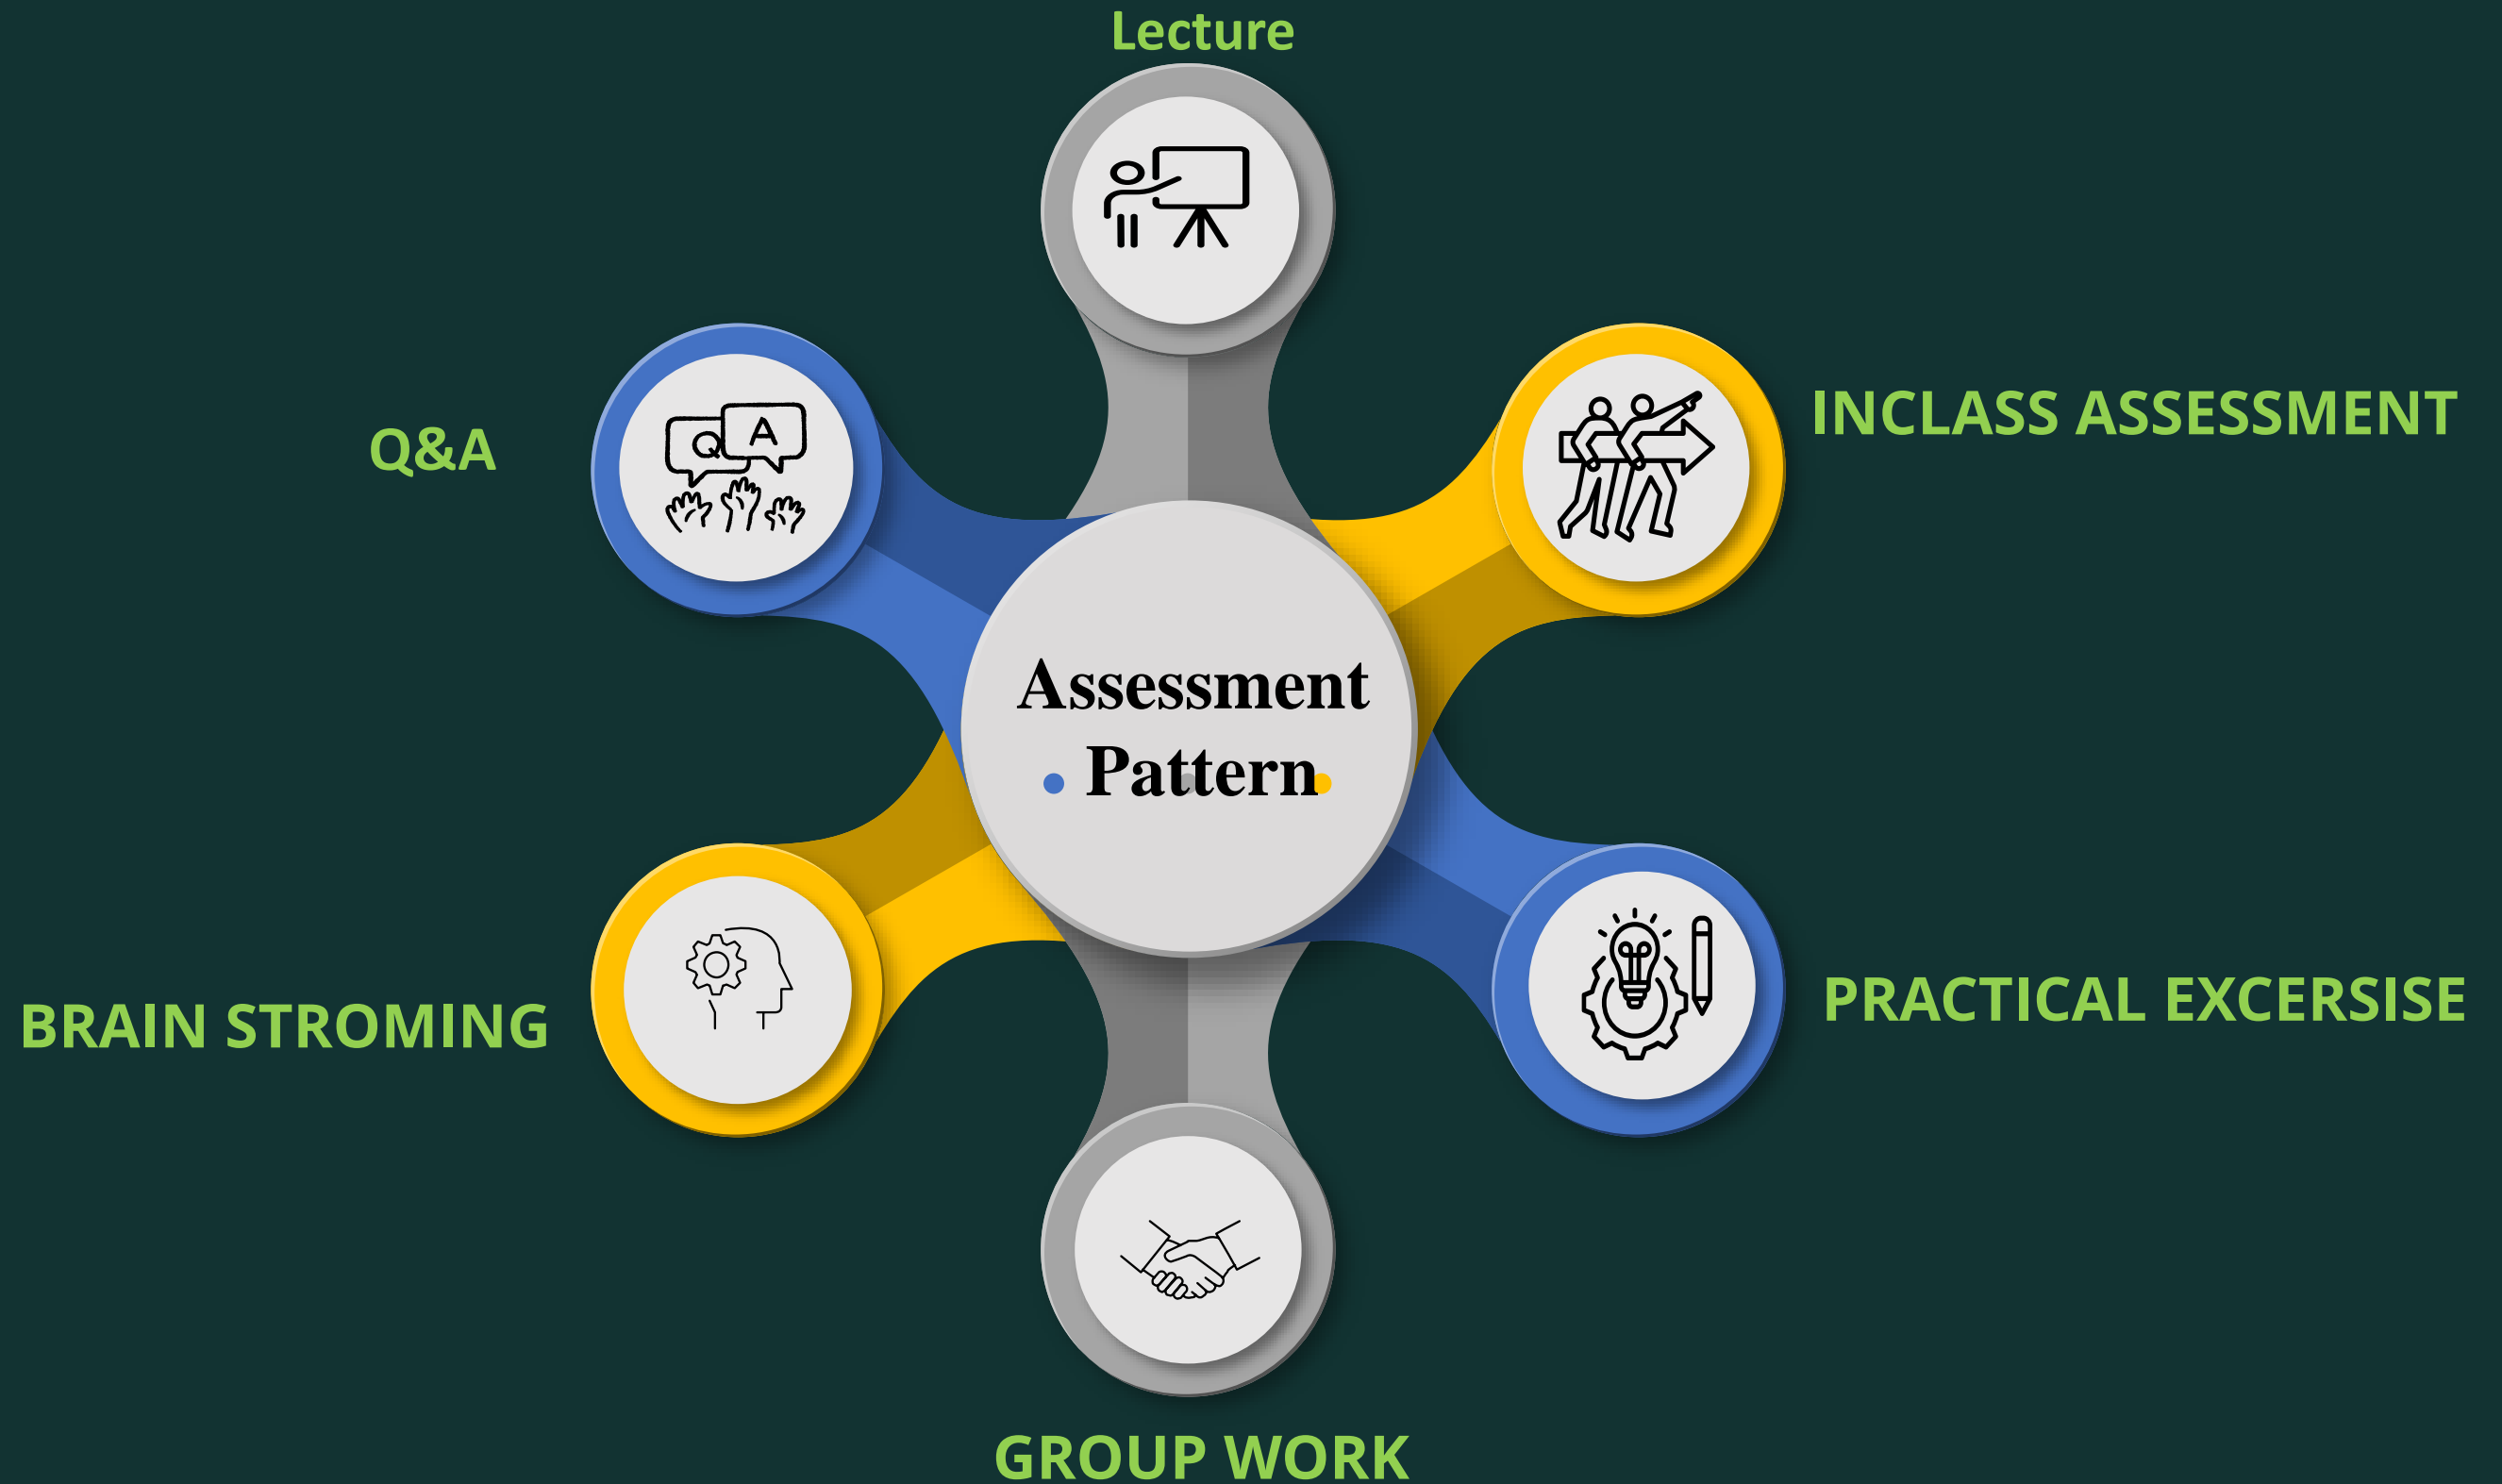 Lecture
INCLASS ASSESSMENT
Q&A
Q A
Assessment
Pattern
PRACTICAL EXCERSISE
BRAIN STROMING
GROUP WORK